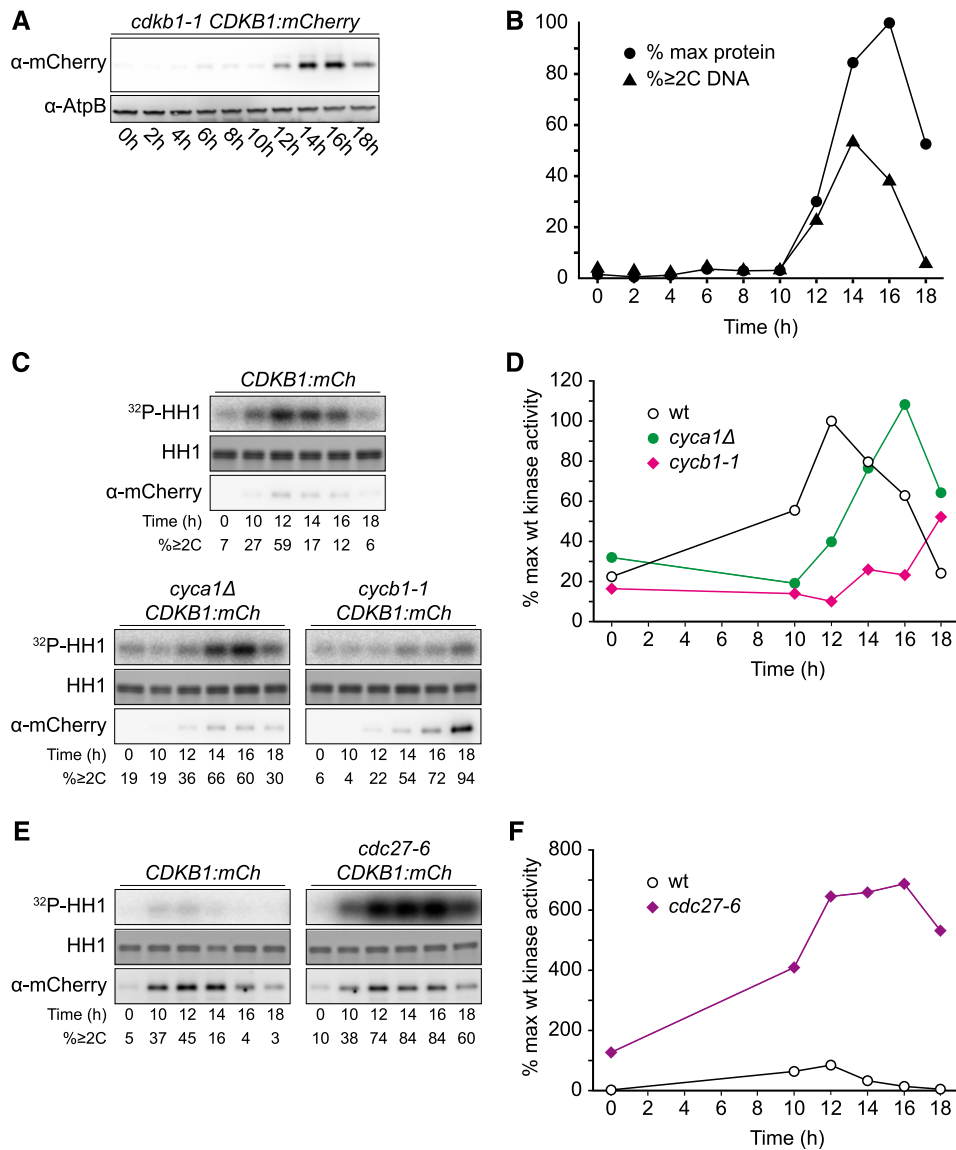 A
cdkb1-1 CDKB1:mCherry
α-mCherry
α-AtpB
0h 2h 4h 6h 8h 10h 12h 14h 16h 18h
B
% max protein
%≥2C DNA
100
80
60
40
20
0
0 2 4 6 8 10 12 14 16 18
Time (h)
C
CDKB1:mCh
32P-HH1
HH1
α-mCherry
Time (h) 0 10 12 14 16 18
%≥2C 7 27 59 17 12 6
cyca1Δ cycb1-1
CDKB1:mCh CDKB1:mCh
32P-HH1
HH1
α-mCherry
Time (h) 0 10 12 14 16 18 0 10 12 14 16 18
%≥2C 19 19 36 66 60 30 6 4 22 54 72 94
D
% max wt kinase activity
wt
cyca1Δ
cycb1-1
120
100
80
60
40
20
0
0 2 4 6 8 10 12 14 16 18
Time (h)
E
cdc27-6
CDKB1:mCh CDKB1:mCh
32P-HH1
HH1
α-mCherry
Time (h) 0 10 12 14 16 18 0 10 12 14 16 18
%≥2C 5 37 45 16 4 3 10 38 74 84 84 60
F
% max wt kinase activity
wt
cdc27-6
800
600
400
200
0
0 2 4 6 8 10 12 14 16 18
Time (h)